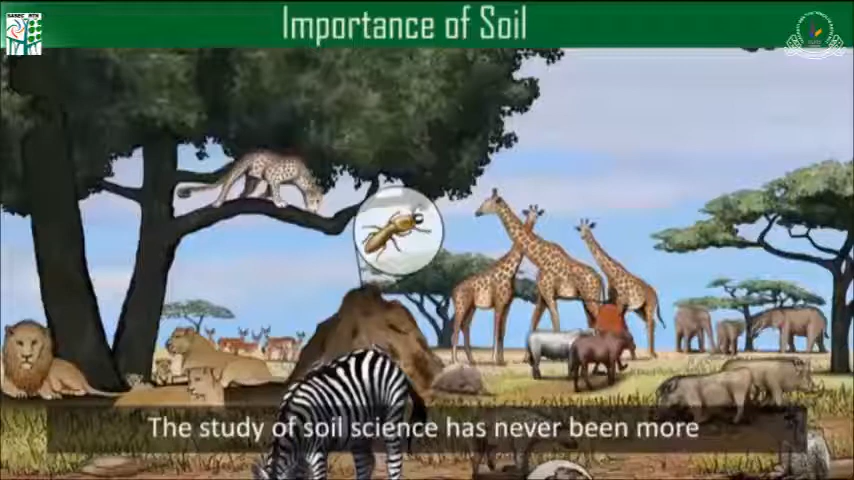 Importance of Soil
The study of soil science has never been more